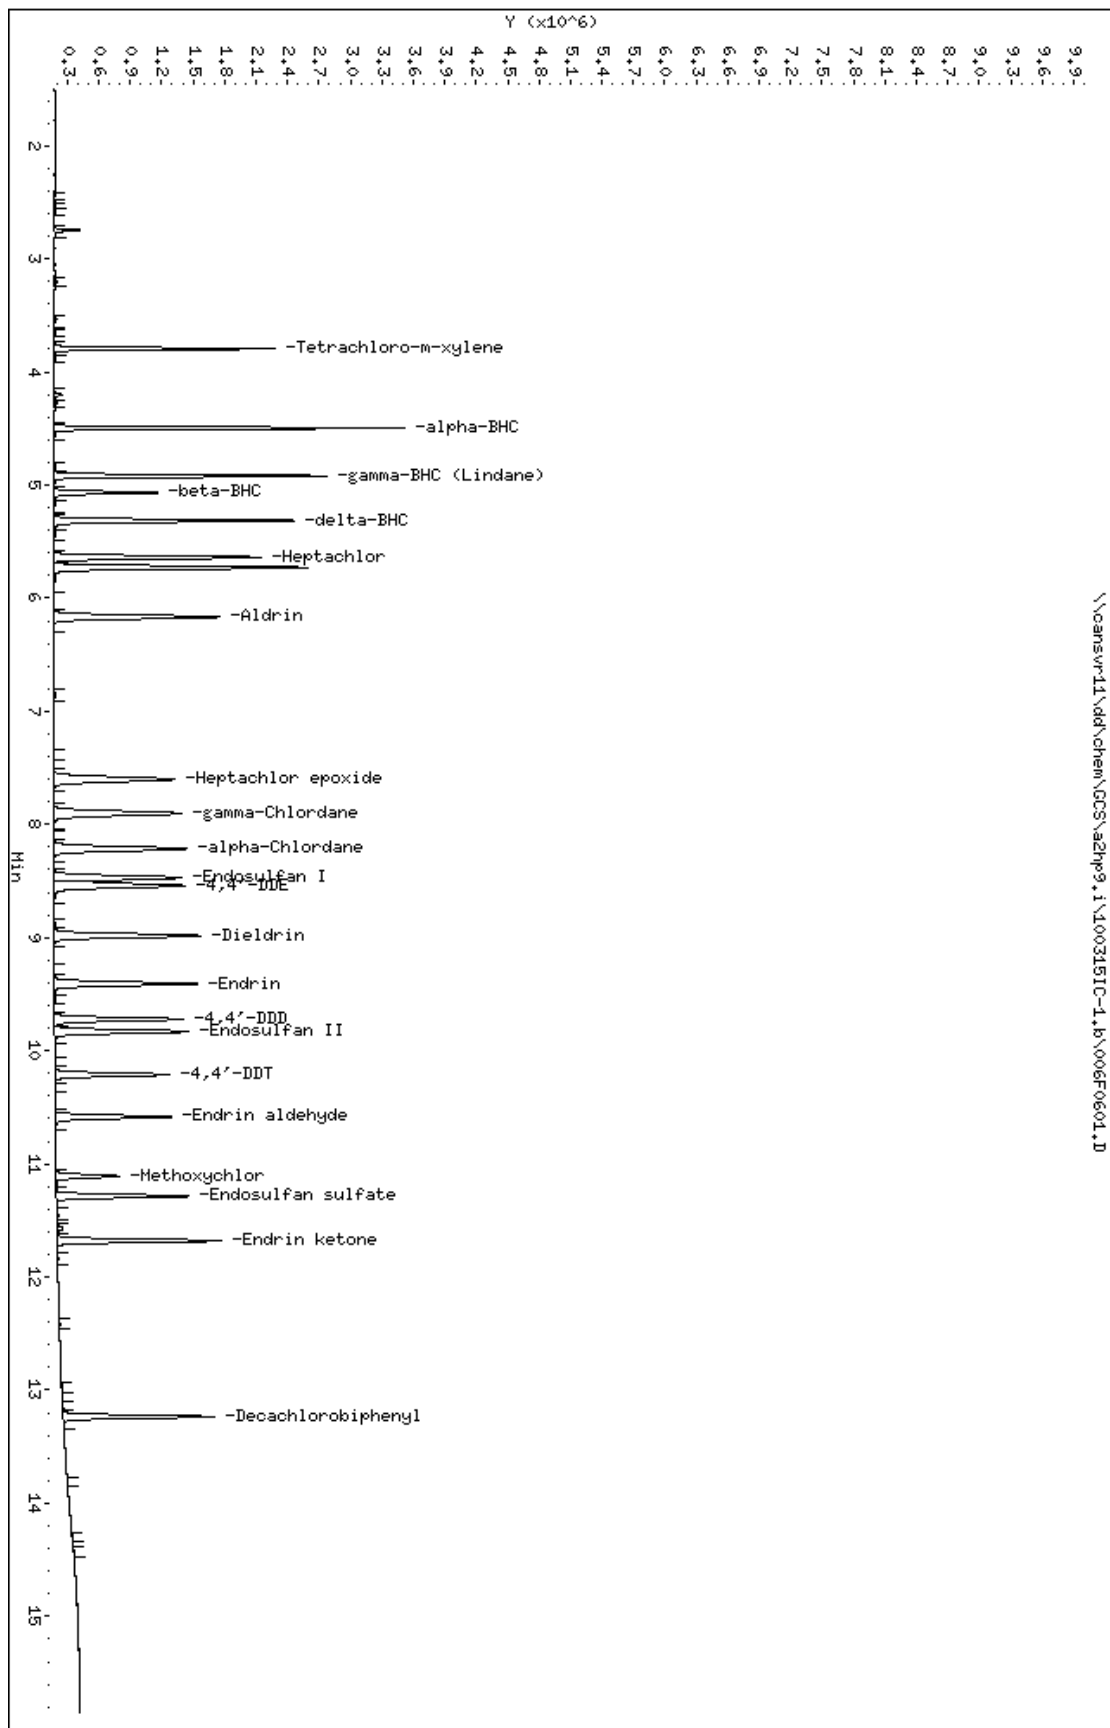 Y (x10^6)
0.3
0.6
0.9
1.2
1.5
1.8
2.1
2.4
2.7
3.0
3.3
3.6
3.9
4.2
4.5
4.8
5.1
5.4
5.7
6.0
6.3
6.6
6.9
7.2
7.5
7.8
8.1
8.4
8.7
9.0
9.3
9.6
9.9
2
3
4
5
6
7
8
9
10
11
12
13
14
15
Min
-Tetrachloro-m-xylene
-alpha-BHC
-gamma-BHC (Lindane)
-beta-BHC
-delta-BHC
-Heptachlor
-Aldrin
-Heptachlor epoxide
-gamma-Chlordane
-alpha-Chlordane
-Endosulfan I
-4,4'-DDE
-Dieldrin
-Endrin
-4,4'-DDD
-Endosulfan II
-4,4'-DDT
-Endrin aldehyde
-Methoxychlor
-Endosulfan sulfate
-Endrin ketone
-Decachlorobiphenyl
\\cansvr11\dd\chem\GCS\a2hp9.i\100315IC-1.b\006F0601.D